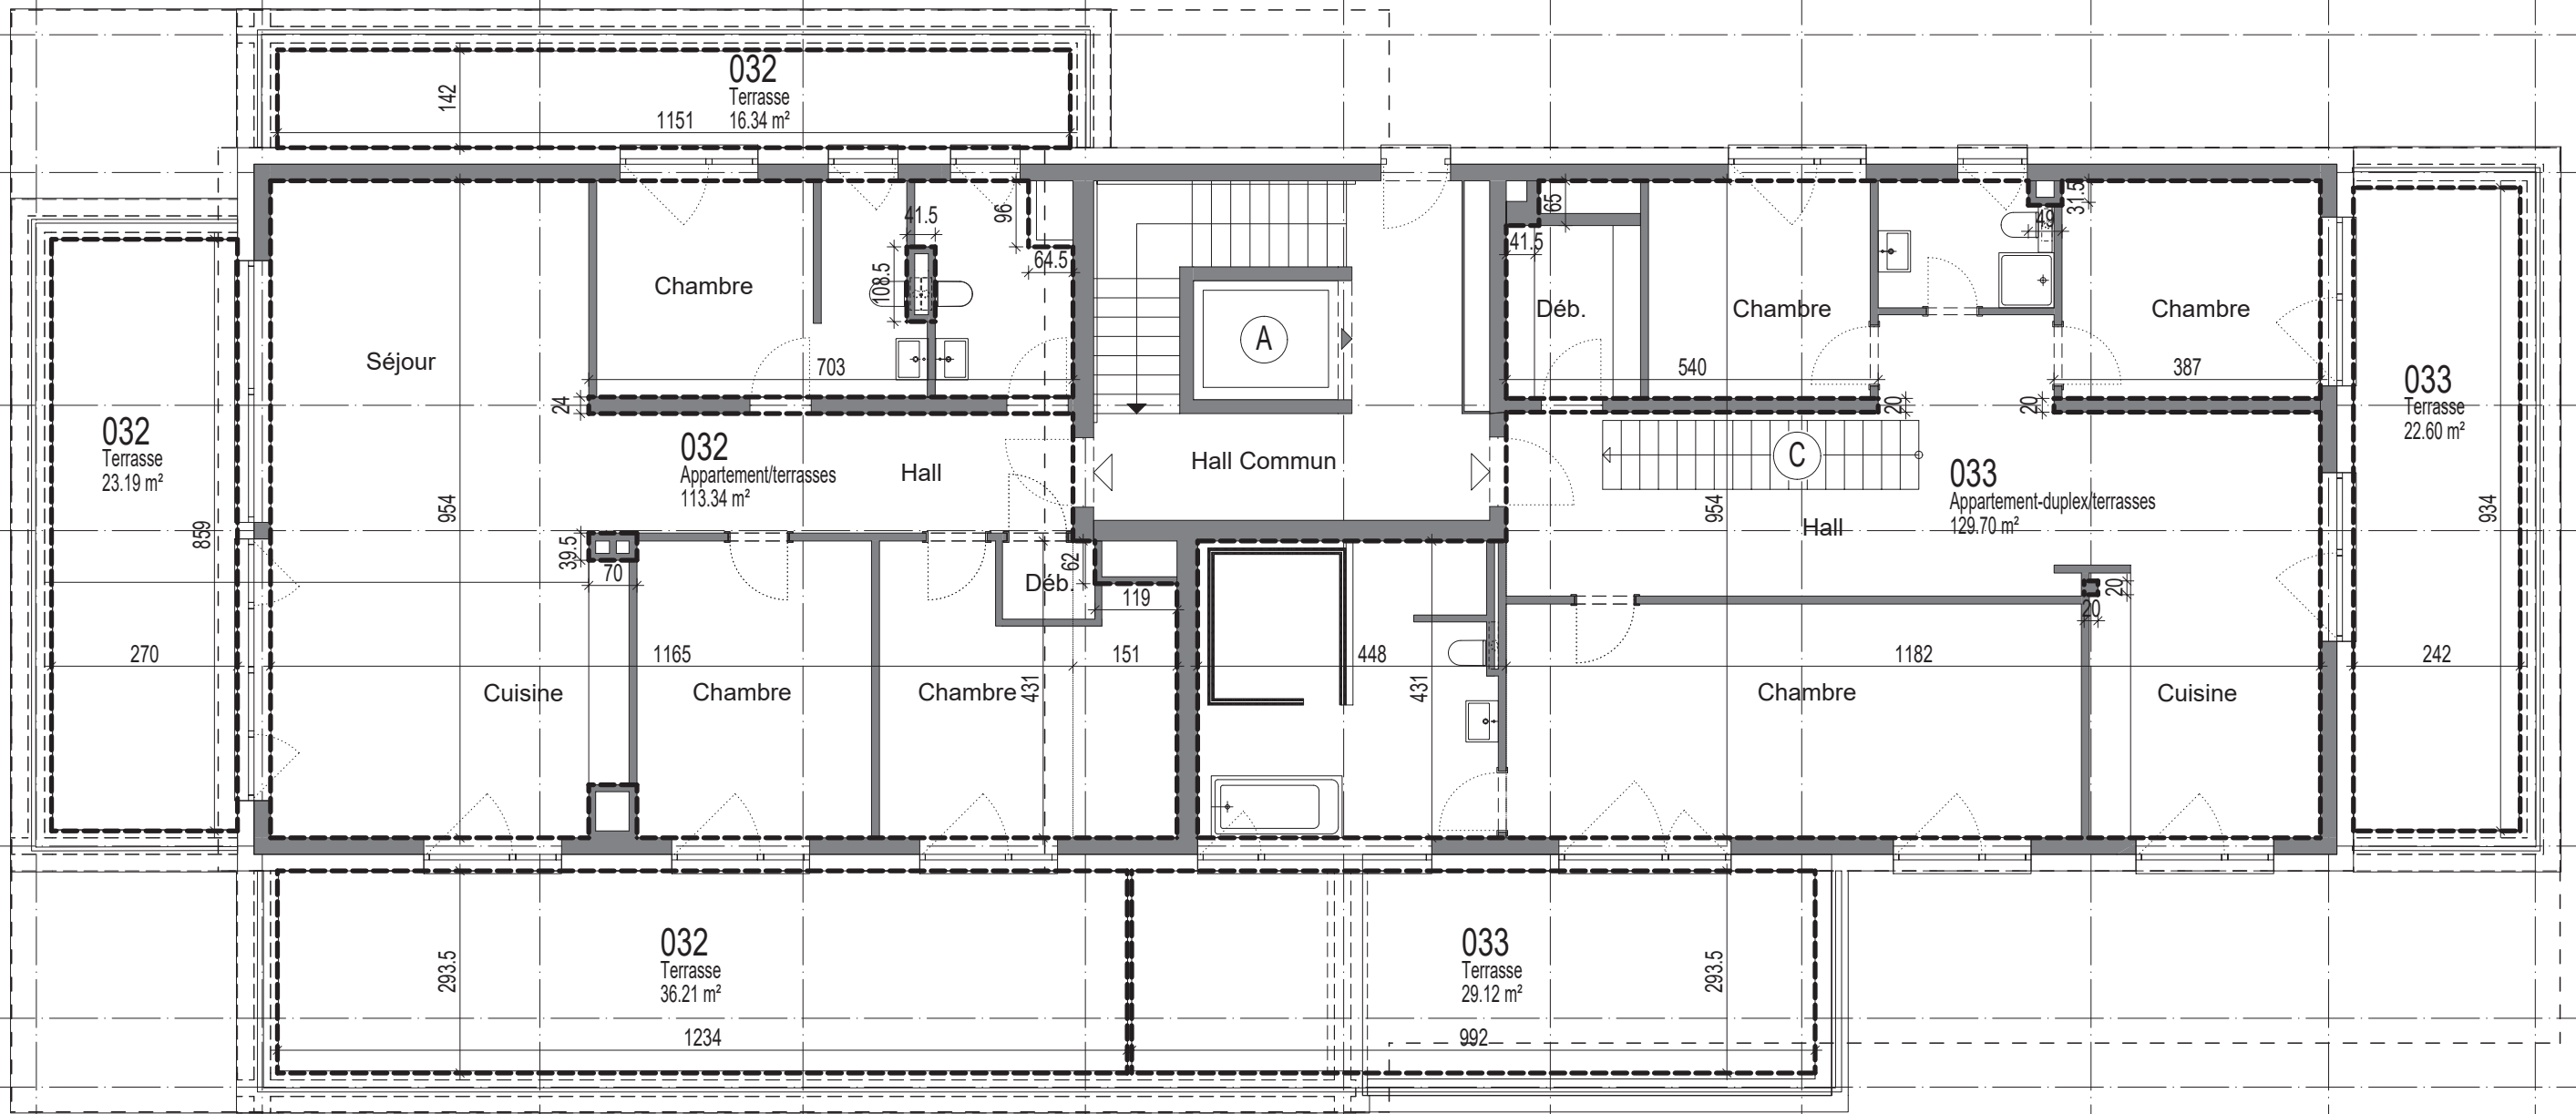 032
Terrasse
16.34 m²
142
1151
41.5
96
64.5
108.5
Chambre
Séjour
703
24
032
Terrasse
23.19 m²
859
954
032
Appartement/terrasses
113.34 m²
Hall
39.5
70
Déb.
62
119
270
1165
151
431
Cuisine
Chambre
Chambre
A
Hall Commun
65
41.5
Déb.
Chambre
49
31.5
Chambre
540
387
20
20
C
033
Appartement-duplex/terrasses
129.70 m²
Hall
954
033
Terrasse
22.60 m²
934
20
20
448
431
1182
242
Chambre
Cuisine
032
Terrasse
36.21 m²
293.5
1234
033
Terrasse
29.12 m²
293.5
992